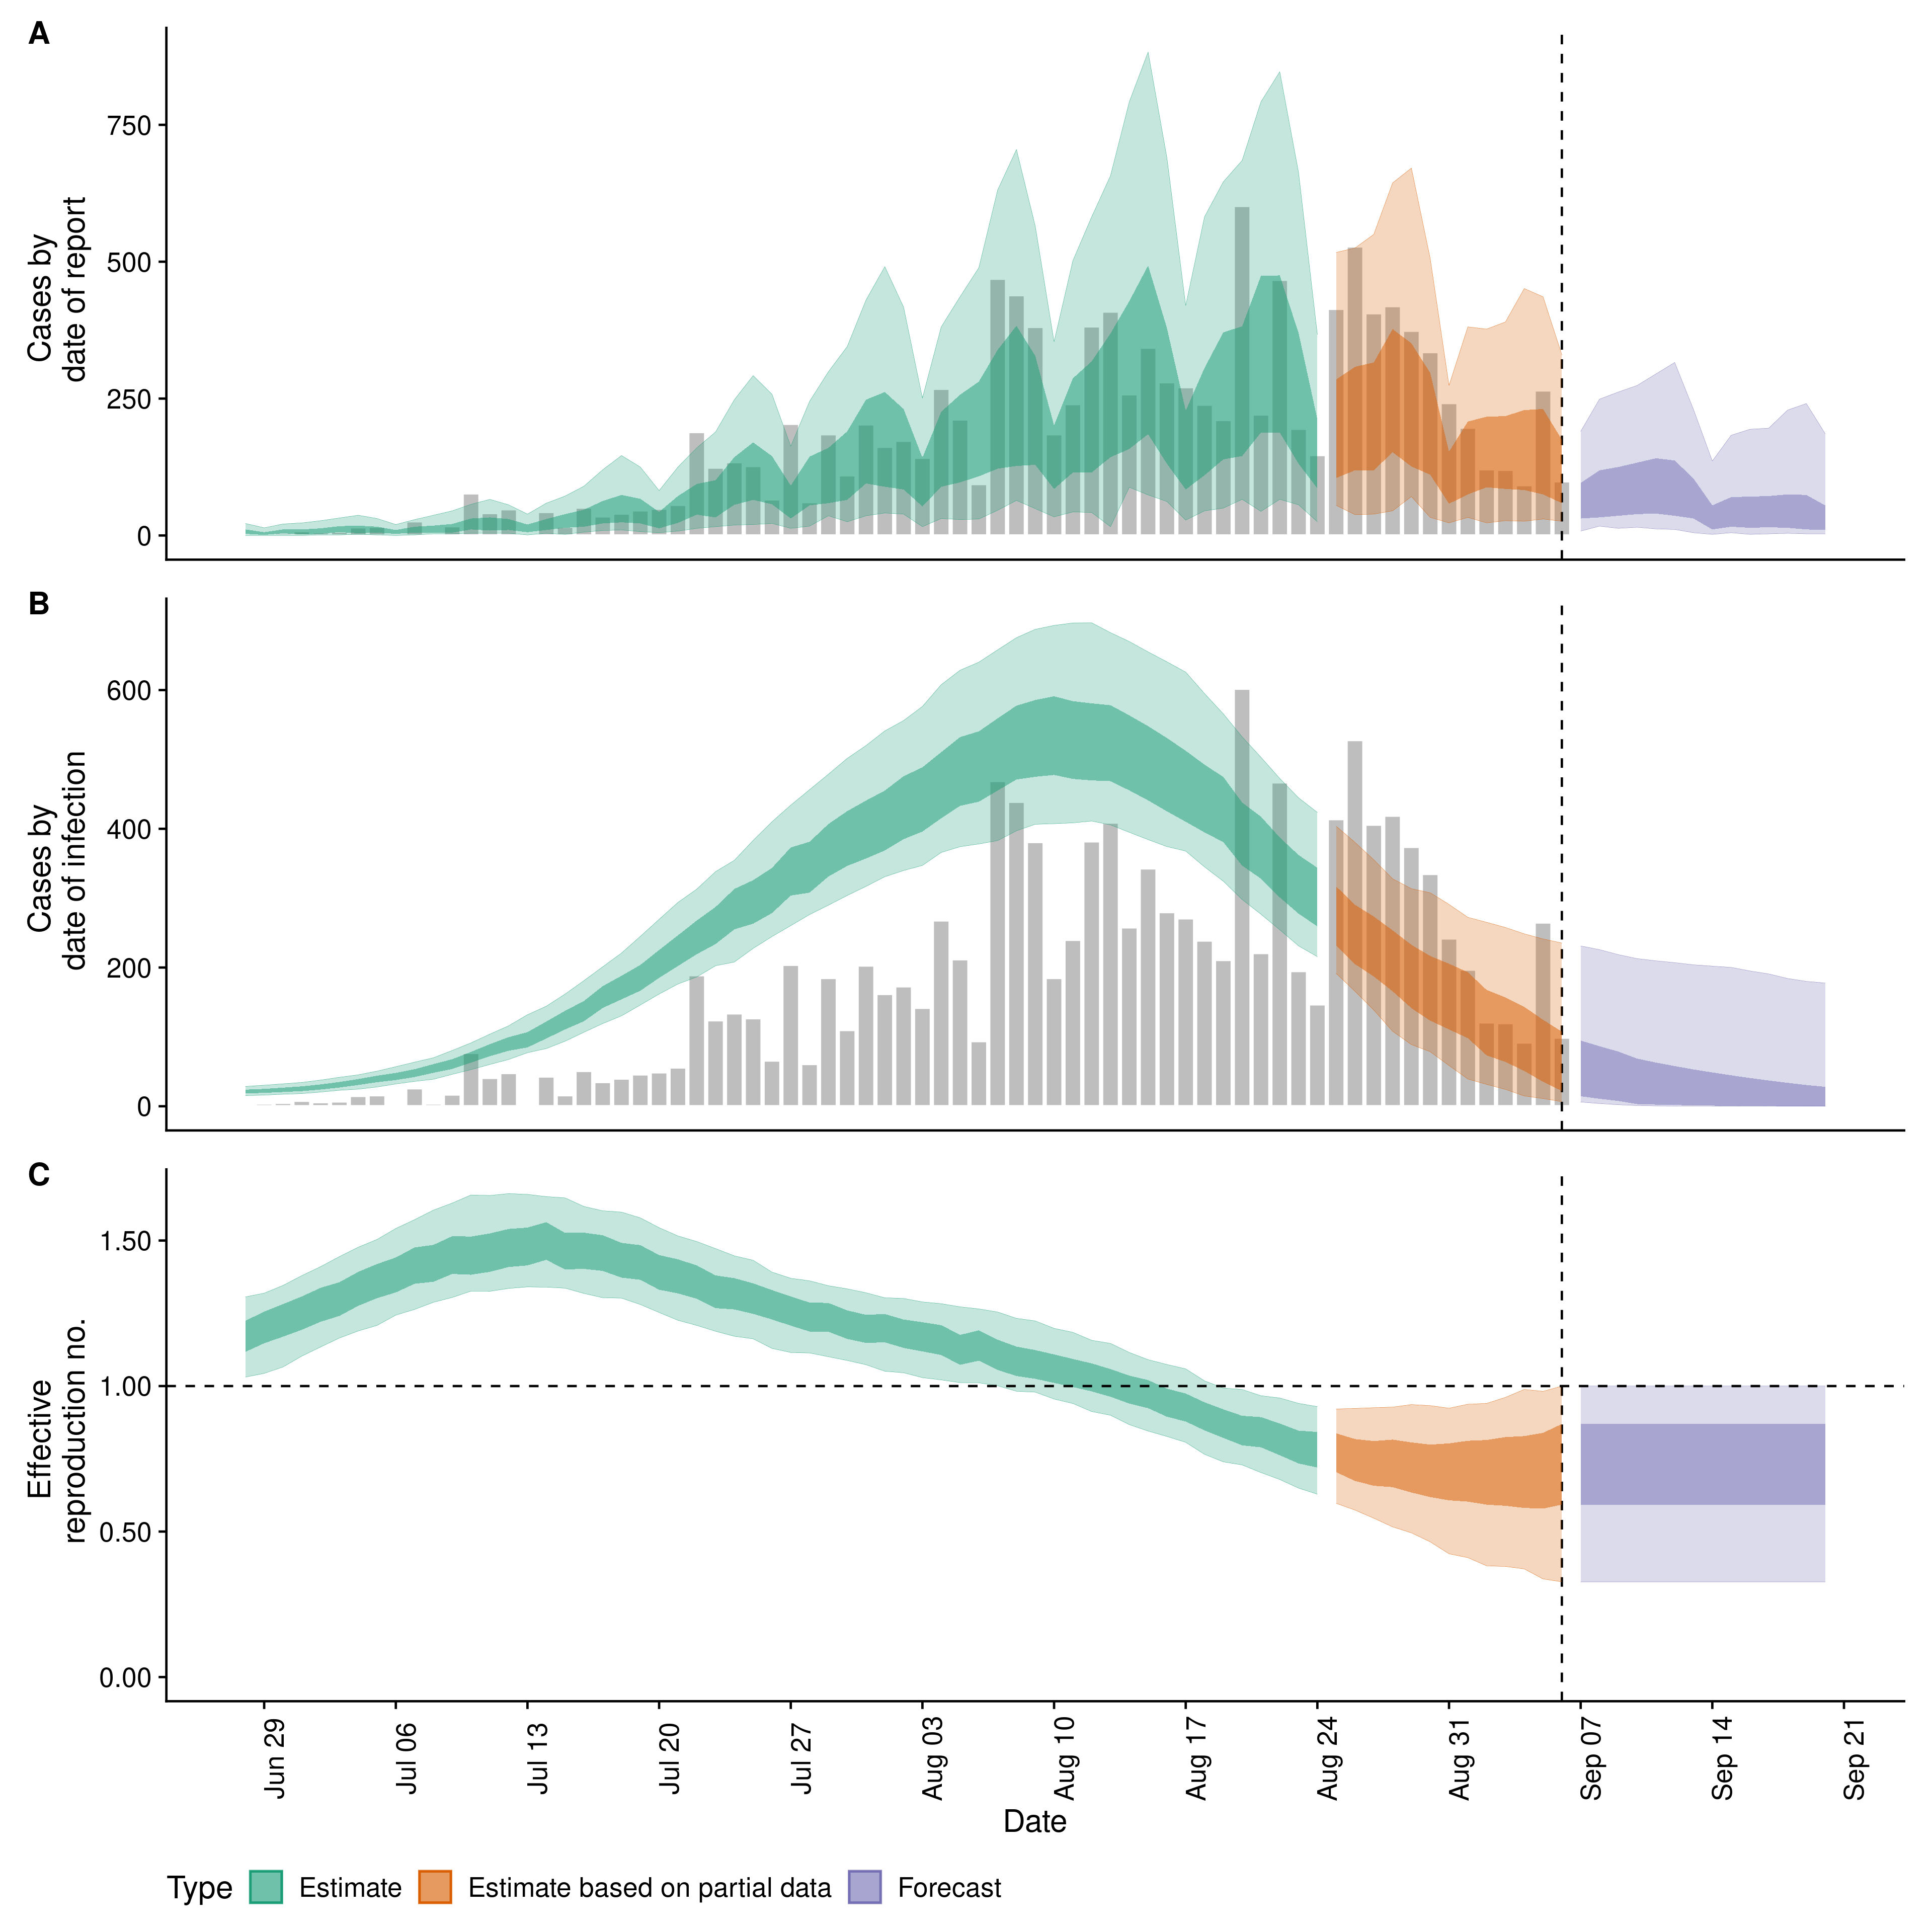 A
Cases by
date of report
750
500
250
0
B
Cases by
date of infection
600
400
200
0
C
Effective
reproduction no.
1.50
1.00
0.50
0.00
Jun 29
Jul 06
Jul 13
Jul 20
Jul 27
Aug 03
Aug 10
Aug 17
Aug 24
Aug 31
Sep 07
Sep 14
Sep 21
Date
Type Estimate Estimate based on partial data Forecast